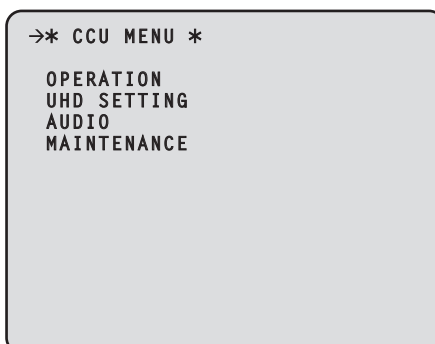 →* CCU MENU *
OPERATION
UHD SETTING
AUDIO
MAINTENANCE